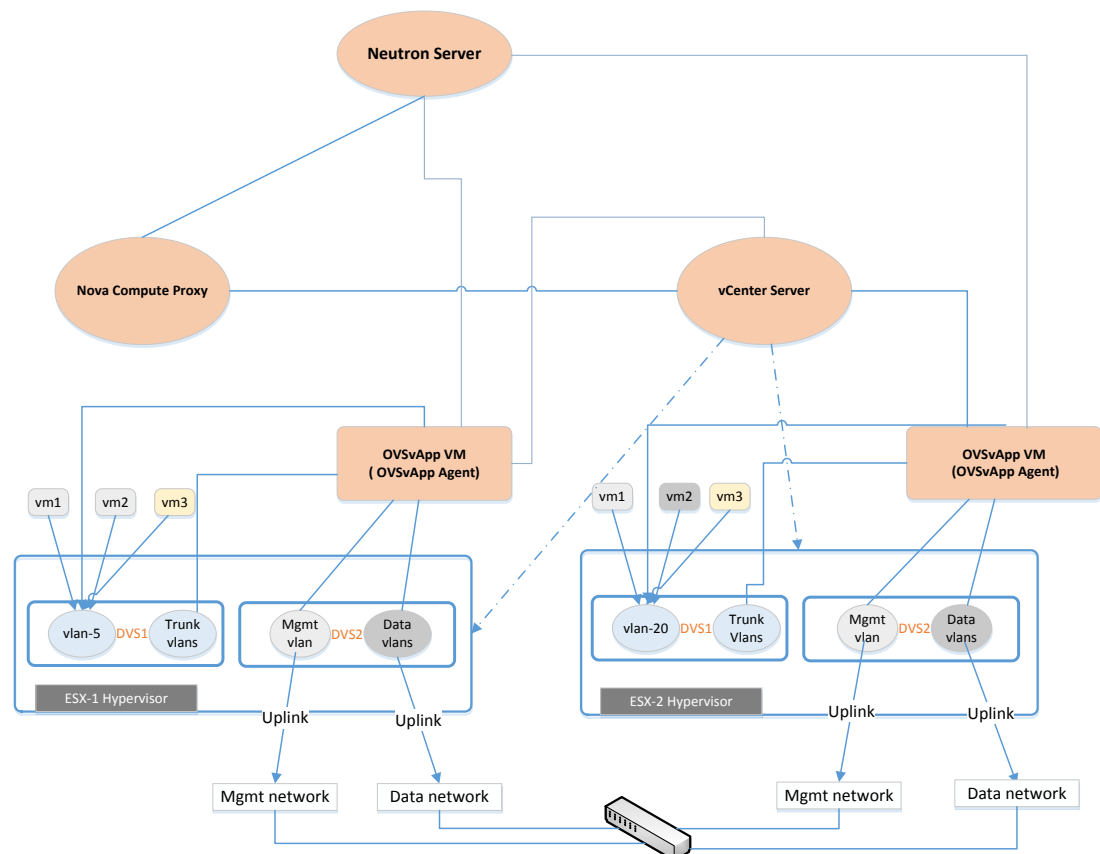 Neutron Server
Nova Compute Proxy
vCenter Server
OVSvApp VM
( OVSvApp Agent)
OVSvApp VM
(OVSvApp Agent)
vm1
vm2
vm3
vm1
vm2
vm3
vlan-5
DVS1
Trunk
vlans
Mgmt
vlan
DVS2
Data
vlans
vlan-20
DVS1
Trunk
Vlans
Mgmt
vlan
DVS2
Data
vlans
ESX-1 Hypervisor
ESX-2 Hypervisor
Uplink
Uplink
Uplink
Uplink
Mgmt network
Data network
Mgmt network
Data network